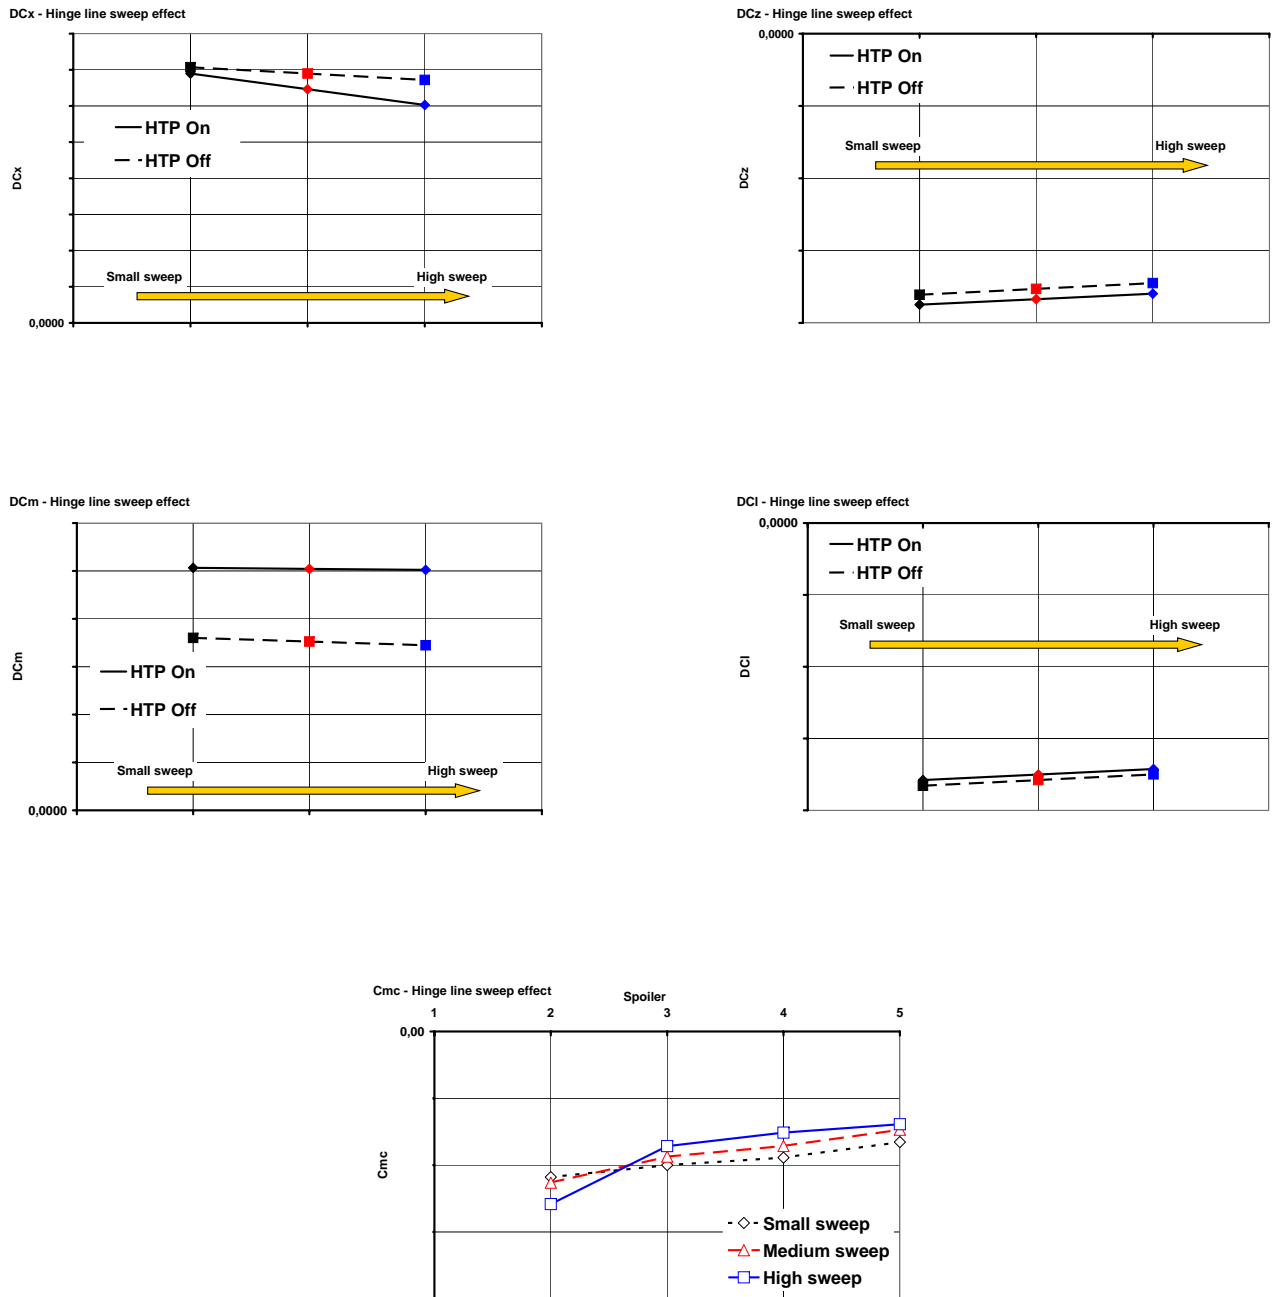 DCx - Hinge line sweep effect
HTP On
HTP Off
DCx
Small sweep
High sweep
0,0000
DCz - Hinge line sweep effect
0,0000
HTP On
HTP Off
Small sweep
High sweep
DCz
DCm - Hinge line sweep effect
DCm
HTP On
HTP Off
Small sweep
High sweep
0,0000
DCl - Hinge line sweep effect
0,0000
HTP On
HTP Off
Small sweep
High sweep
DCl
Cmc - Hinge line sweep effect
Spoiler
1 2 3 4 5
0,00
Cmc
Small sweep
Medium sweep
High sweep